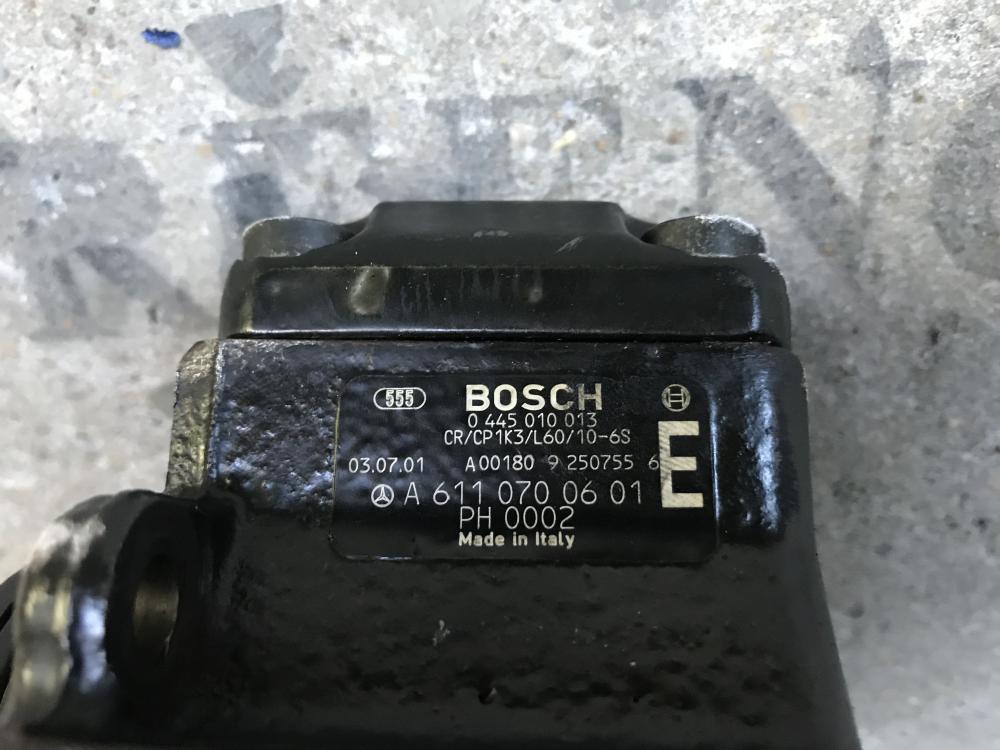 555 BOSCH
0 445 010 013
CR/CP1K3/L60/10-6S
03.07.01 A00180 9 250755 6
E
A 611 070 06 01
PH 0002
Made in Italy